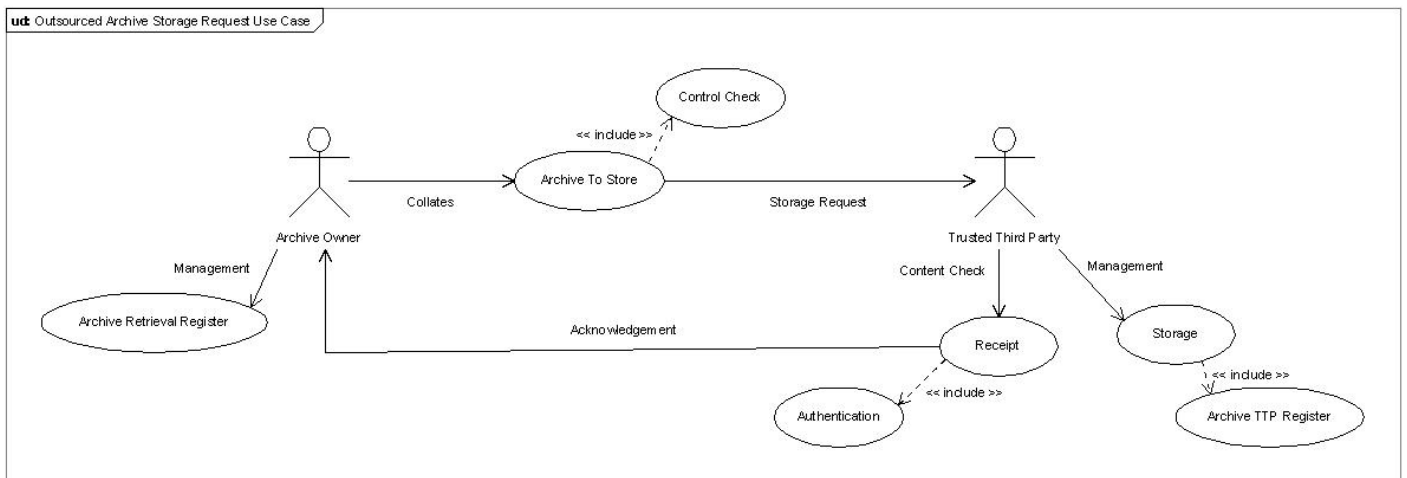 ud: Outsourced Archive Storage Request Use Case
Control Check
<< include >>
Archive To Store
Collates
Storage Request
Archive Owner
Trusted Third Party
Management
Content Check
Management
Archive Retrieval Register
Acknowledgement
Receipt
Storage
<< include >>
<< include >>
Authentication
Archive TTP Register